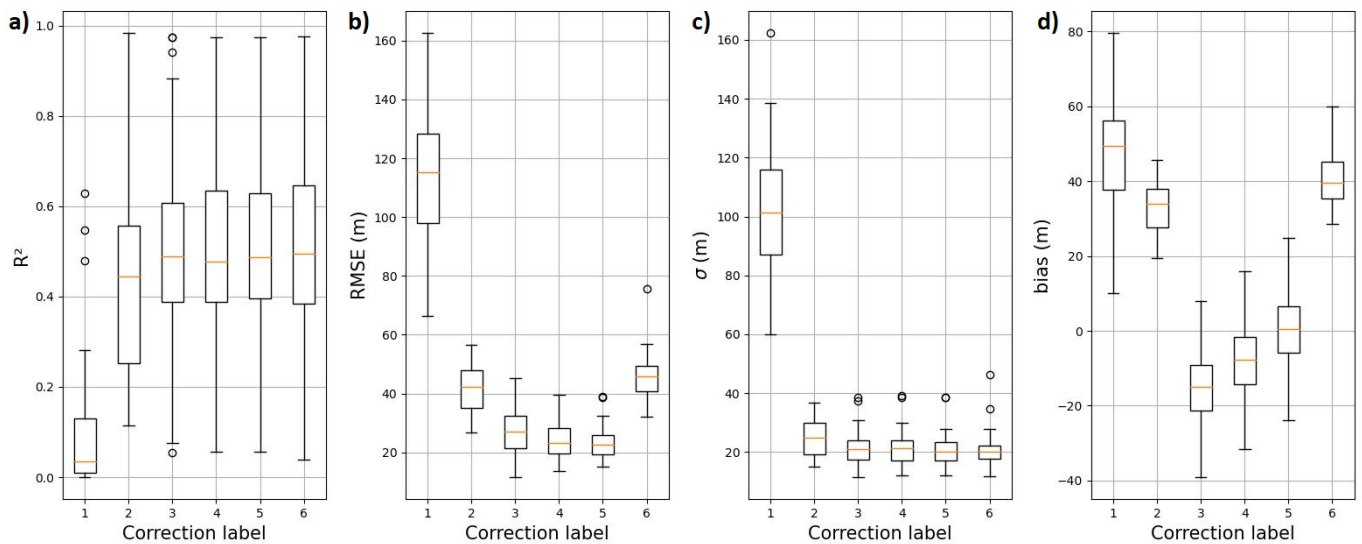 a)
R²
1.0
0.8
0.6
0.4
0.2
0.0
1 2 3 4 5 6
Correction label
b)
RMSE (m)
160
140
120
100
80
60
40
20
1 2 3 4 5 6
Correction label
c)
σ (m)
160
140
120
100
80
60
40
20
1 2 3 4 5 6
Correction label
d)
bias (m)
80
60
40
20
0
−20
−40
1 2 3 4 5 6
Correction label